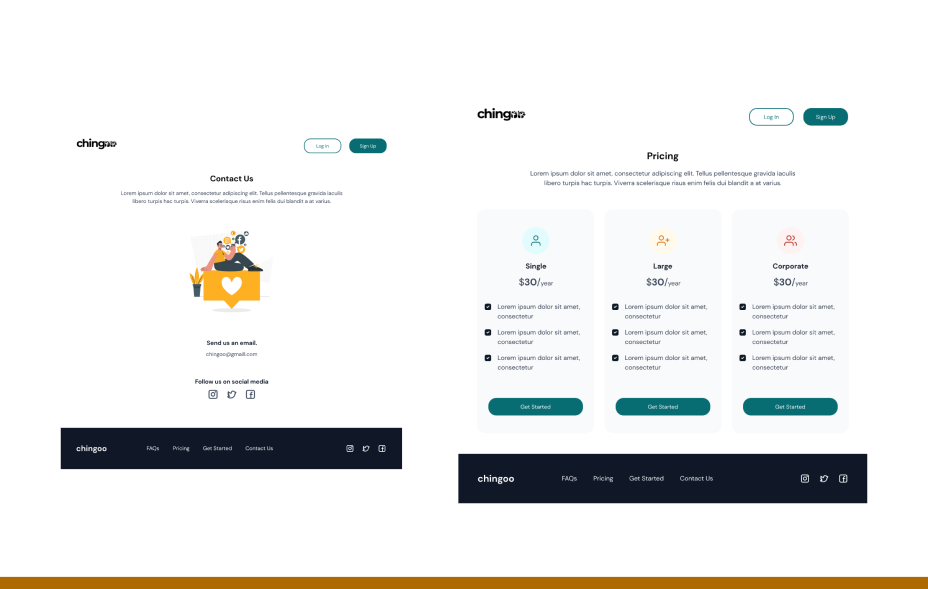 chingoo
Log in
Sign Up
Contact Us
Lorem ipsum dolor sit amet, consectetur adipiscing elit. Tellus pellentesque gravida iaculis
libero turpis hac turpis. Viverra scelerisque risus enim felis dui blandit a at varius.
Send us an email.
chingoo@gmail.com
Follow us on social media
chingoo
FAQs
Pricing
Get Started
Contact Us
chingoo
Log In
Sign Up
Pricing
Lorem ipsum dolor sit amet, consectetur adipiscing elit. Tellus pellentesque gravida iaculis
libero turpis hac turpis. Viverra scelerisque risus enim felis dui blandit a at varius.
Single
$30/year
Lorem ipsum dolor sit amet,
consectetur
Lorem ipsum dolor sit amet,
consectetur
Lorem ipsum dolor sit amet,
consectetur
Get Started
Large
$30/year
Lorem ipsum dolor sit amet,
consectetur
Lorem ipsum dolor sit amet,
consectetur
Lorem ipsum dolor sit amet,
consectetur
Get Started
Corporate
$30/year
Lorem ipsum dolor sit amet,
consectetur
Lorem ipsum dolor sit amet,
consectetur
Lorem ipsum dolor sit amet,
consectetur
Get Started
chingoo
FAQs
Pricing
Get Started
Contact Us